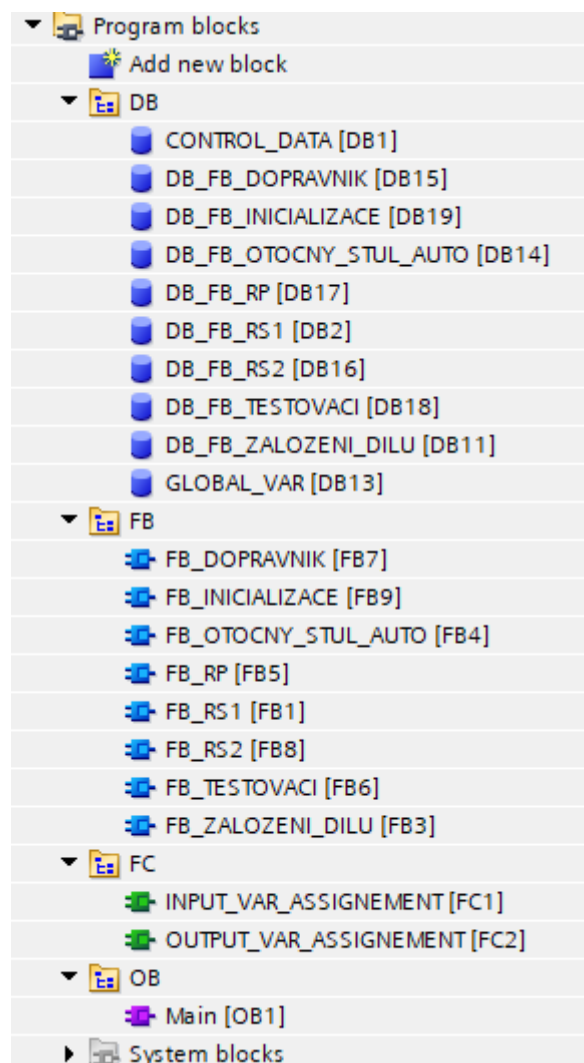 Program blocks
Add new block
DB
CONTROL_DATA [DB1]
DB_FB_DOPRAVNIK [DB15]
DB_FB_INICIALIZACE [DB19]
DB_FB_OTOCNY_STUL_AUTO [DB14]
DB_FB_RP [DB17]
DB_FB_RS1 [DB2]
DB_FB_RS2 [DB16]
DB_FB_TESTOVACI [DB18]
DB_FB_ZALOZENI_DILU [DB11]
GLOBAL_VAR [DB13]
FB
FB_DOPRAVNIK [FB7]
FB_INICIALIZACE [FB9]
FB_OTOCNY_STUL_AUTO [FB4]
FB_RP [FB5]
FB_RS1 [FB1]
FB_RS2 [FB8]
FB_TESTOVACI [FB6]
FB_ZALOZENI_DILU [FB3]
FC
INPUT_VAR_ASSIGNEMENT [FC1]
OUTPUT_VAR_ASSIGNEMENT [FC2]
OB
Main [OB1]
System blocks